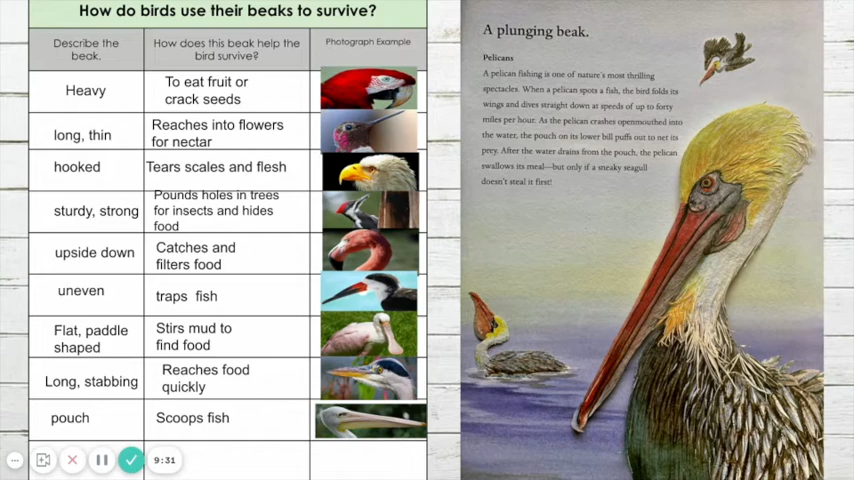 How do birds use their beaks to survive?
Describe the
beak.
How does this beak help the
bird survive?
Photograph Example
Heavy
To eat fruit or
crack seeds
long, thin
Reaches into flowers
for nectar
hooked
Tears scales and flesh
sturdy, strong
Pounds holes in trees
for insects and hides
food
upside down
Catches and
filters food
uneven
traps fish
Flat, paddle
shaped
Stirs mud to
find food
Long, stabbing
Reaches food
quickly
pouch
Scoops fish
9:31
A plunging beak.
Pelicans
A pelican fishing is one of nature's most thrilling
spectacles. When a pelican spots a fish, the bird folds its
wings and dives straight down at speeds of up to forty
miles per hour. As the pelican crashes openmouthed into
the water, the pouch on its lower bill puffs out to net its
prey. After the water drains from the pouch, the pelican
swallows its meal—but only if a sneaky seagull
doesn't steal it first!